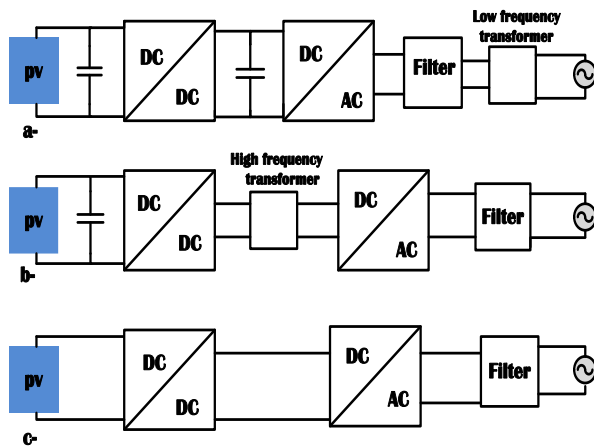 Low frequency
transformer
pv
DC
DC
DC
AC
Filter
a-
High frequency
transformer
pv
DC
DC
DC
AC
Filter
b-
pv
DC
DC
DC
AC
Filter
c-